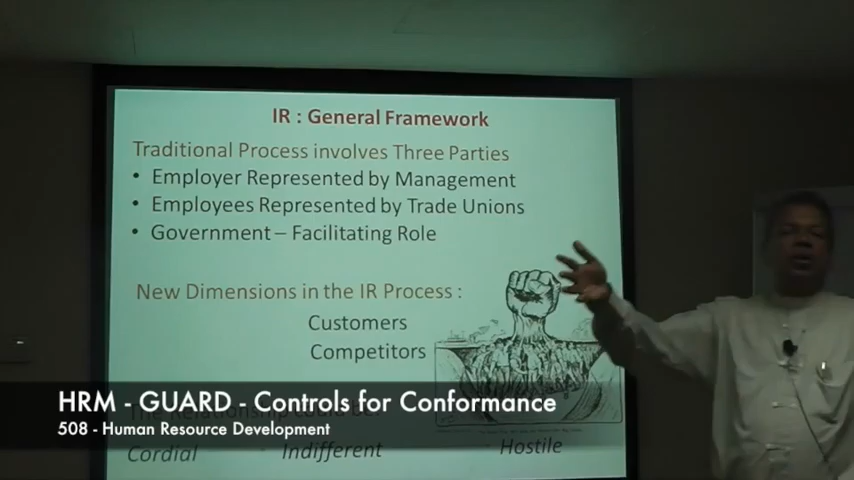 IR : General Framework
Traditional Process involves Three Parties
• Employer Represented by Management
• Employees Represented by Trade Unions
• Government – Facilitating Role
New Dimensions in the IR Process :
Customers
Competitors
HRM - GUARD - Controls for Conformance
508 - Human Resource Development
Cordial - Indifferent - Hostile